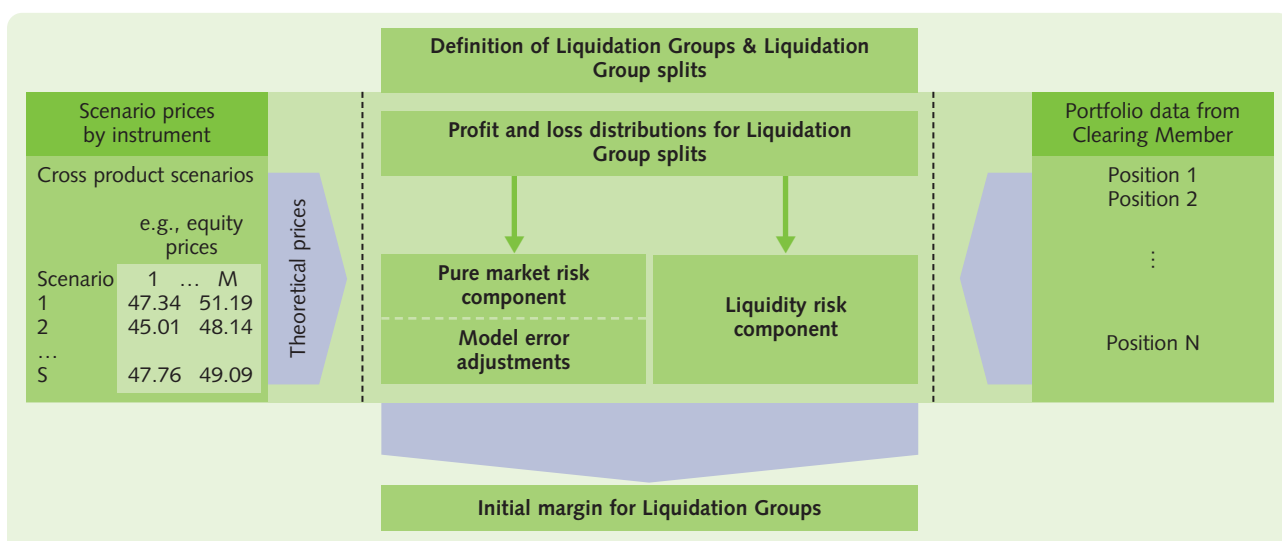 Definition of Liquidation Groups & Liquidation
Group splits
Scenario prices
by instrument
Cross product scenarios
e.g., equity
prices
Scenario 1 … M
1 47.34 51.19
2 45.01 48.14
…
S 47.76 49.09
Theoretical prices
Profit and loss distributions for Liquidation
Group splits
Pure market risk
component
Model error
adjustments
Liquidity risk
component
Portfolio data from
Clearing Member
Position 1
Position 2
⋮
Position N
Initial margin for Liquidation Groups